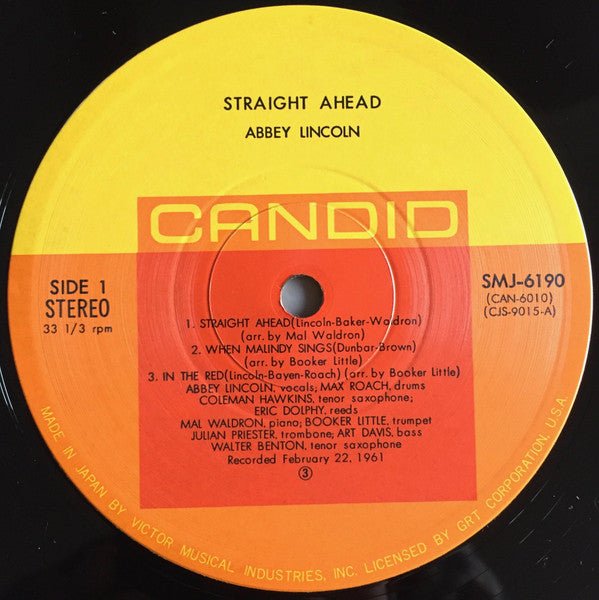 STRAIGHT AHEAD
ABBEY LINCOLN
CANDID
SIDE 1
STEREO
33 1/3 rpm
SMJ-6190
(CAN-6010)
(CJS-9015-A)
1. STRAIGHT AHEAD(Lincoln-Baker-Waldron)
(arr. by Mal Waldron)
2. WHEN MALINDY SINGS(Dunbar-Brown)
(arr. by Booker Little)
3. IN THE RED(Lincoln-Bayen-Roach) (arr. by Booker Little)
ABBEY LINCOLN, vocals; MAX ROACH, drums
COLEMAN HAWKINS, tenor saxophone;
ERIC DOLPHY, reeds
MAL WALDRON, piano; BOOKER LITTLE, trumpet
JULIAN PRIESTER, trombone; ART DAVIS, bass
WALTER BENTON, tenor saxophone
Recorded February 22, 1961
③
MADE IN JAPAN BY VICTOR MUSICAL INDUSTRIES, INC. LICENSED BY GRT CORPORATION, U.S.A.